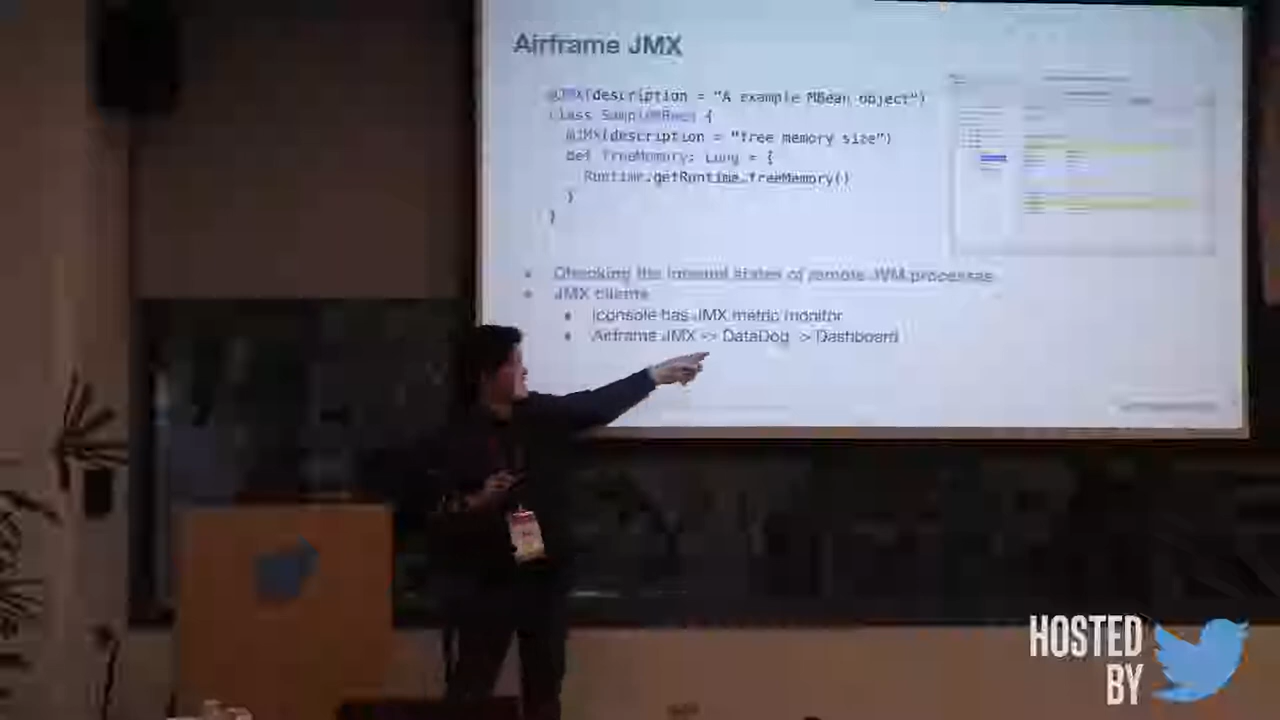 Airframe JMX
@JMX(description = "A example MBean object")
class SampleMBean {
@JMX(description = "free memory size")
def freeMemory: Long = {
Runtime.getRuntime.freeMemory()
}
}
• Checking the internal states of remote JVM processes
• JMX clients
• jconsole has JMX metric monitor
• Airframe JMX -> DataDog -> Dashboard
HOSTED
BY